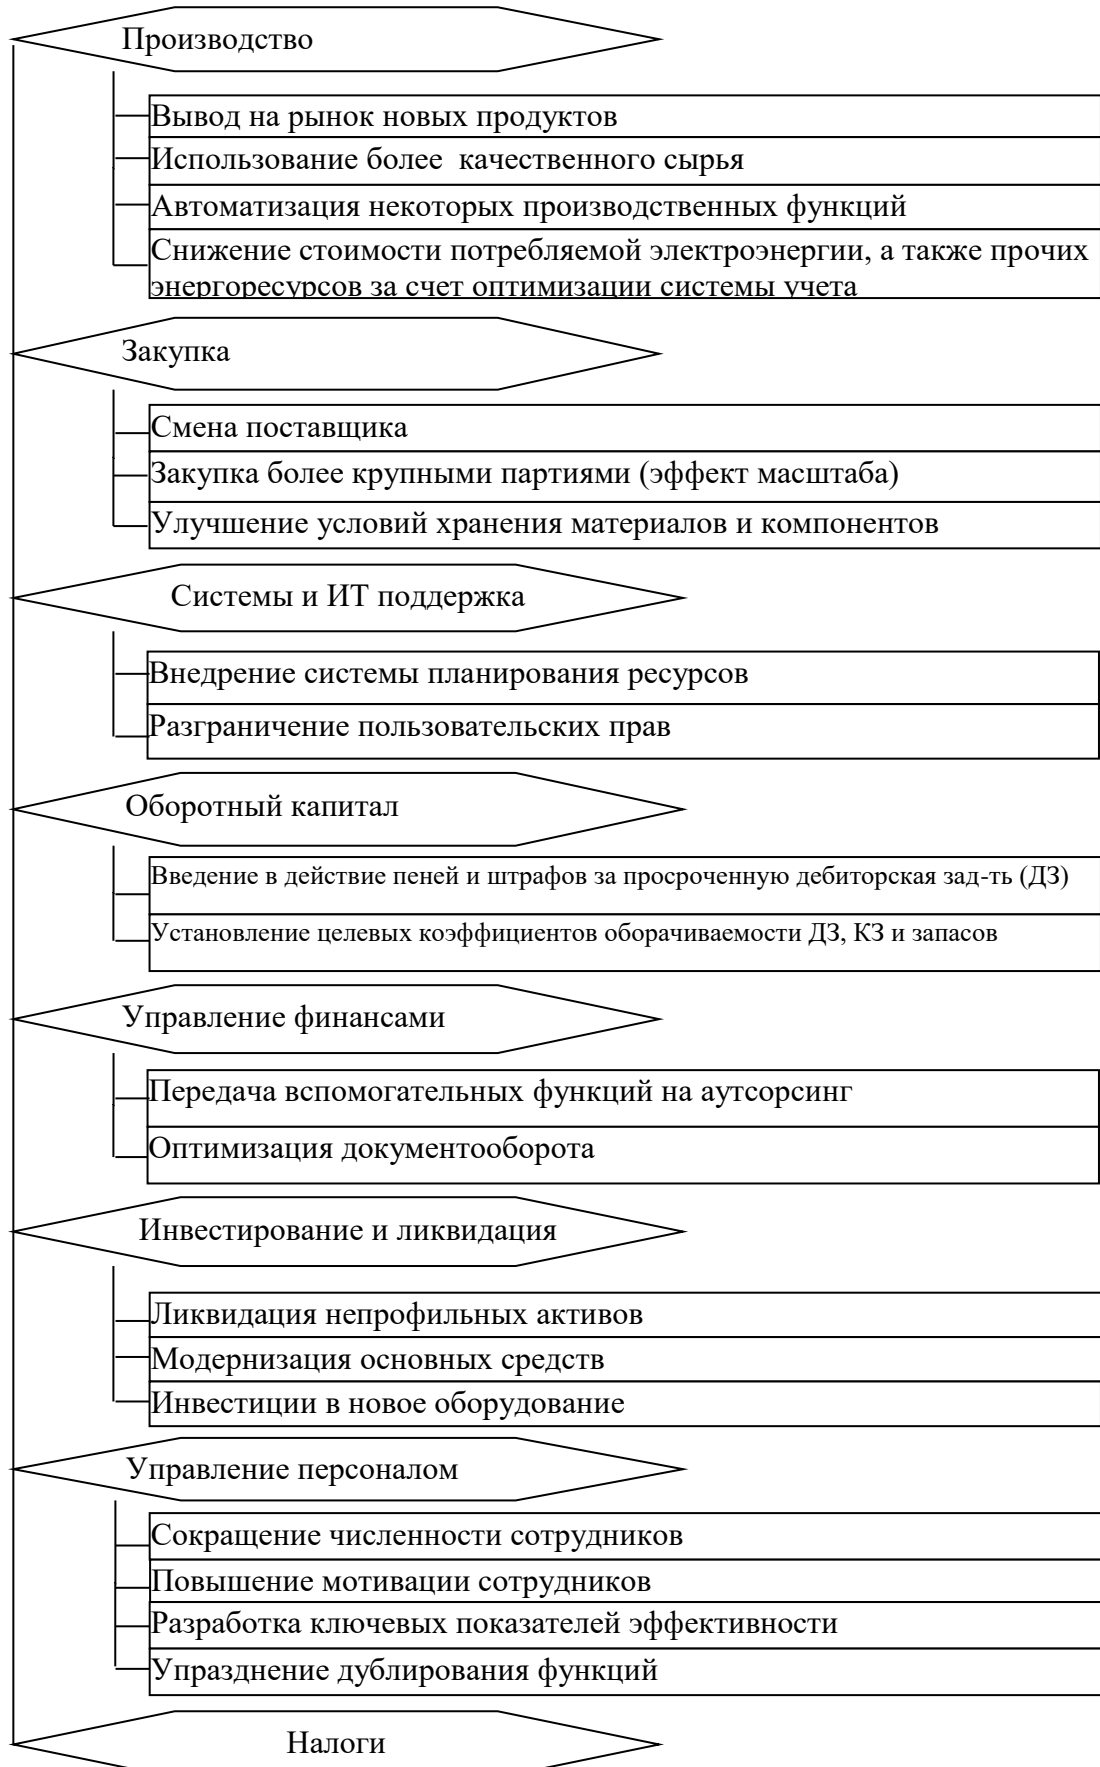 Производство
Вывод на рынок новых продуктов
Использование более качественного сырья
Автоматизация некоторых производственных функций
Снижение стоимости потребляемой электроэнергии, а также прочих
энергоресурсов за счет оптимизации системы учета
Закупка
Смена поставщика
Закупка более крупными партиями (эффект масштаба)
Улучшение условий хранения материалов и компонентов
Системы и ИТ поддержка
Внедрение системы планирования ресурсов
Разграничение пользовательских прав
Оборотный капитал
Введение в действие пеней и штрафов за просроченную дебиторская зад-ть (ДЗ)
Установление целевых коэффициентов оборачиваемости ДЗ, КЗ и запасов
Управление финансами
Передача вспомогательных функций на аутсорсинг
Оптимизация документооборота
Инвестирование и ликвидация
Ликвидация непрофильных активов
Модернизация основных средств
Инвестиции в новое оборудование
Управление персоналом
Сокращение численности сотрудников
Повышение мотивации сотрудников
Разработка ключевых показателей эффективности
Упразднение дублирования функций
Налоги